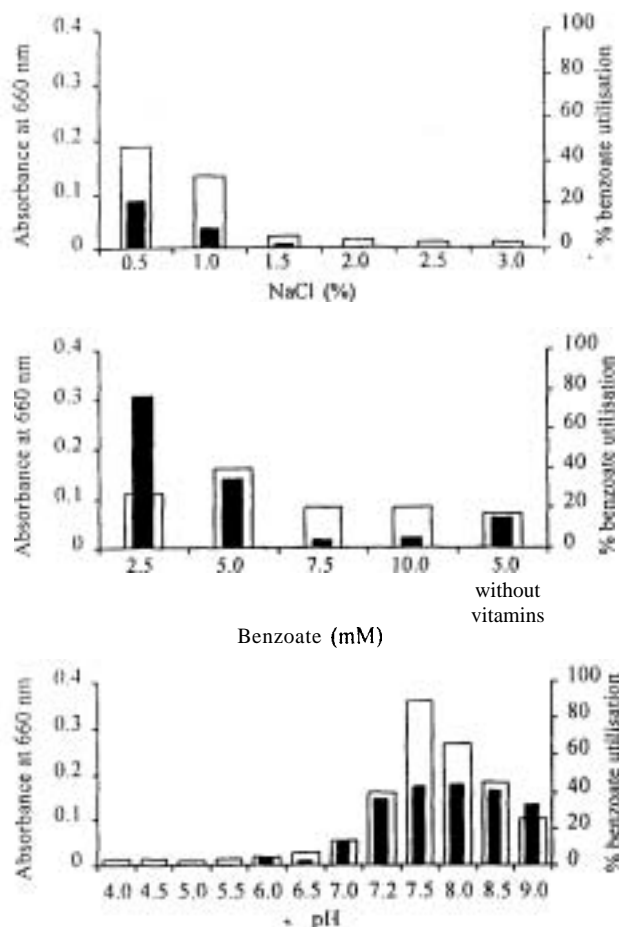 Absorbance at 660 nm
0.4
0.3
0.2
0.1
0
100
80
60
40
20
0
% benzoate utilisation
0.5 1.0 1.5 2.0 2.5 3.0
NaCl (%)
Absorbance at 660 nm
0.4
0.3
0.2
0.1
0
100
80
60
40
20
0
% benzoate utilisation
2.5 5.0 7.5 10.0 5.0
without
vitamins
Benzoate (mM)
Absorbance at 660 nm
0.4
0.3
0.2
0.1
0
100
80
60
40
20
0
% benzoate utilisation
4.0 4.5 5.0 5.5 6.0 6.5 7.0 7.2 7.5 8.0 8.5 9.0
pH